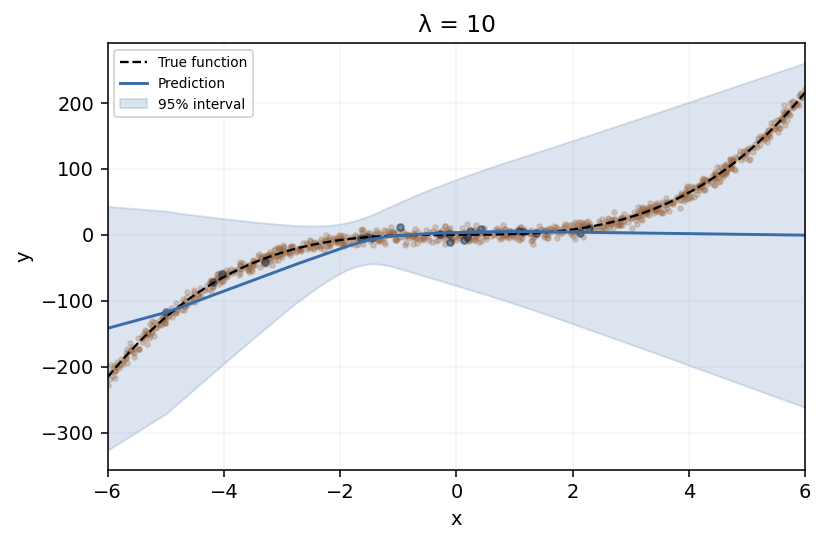 λ = 10
True function
Prediction
95% interval
200
100
0
−100
−200
−300
y
−6
−4
−2
0
2
4
6
x